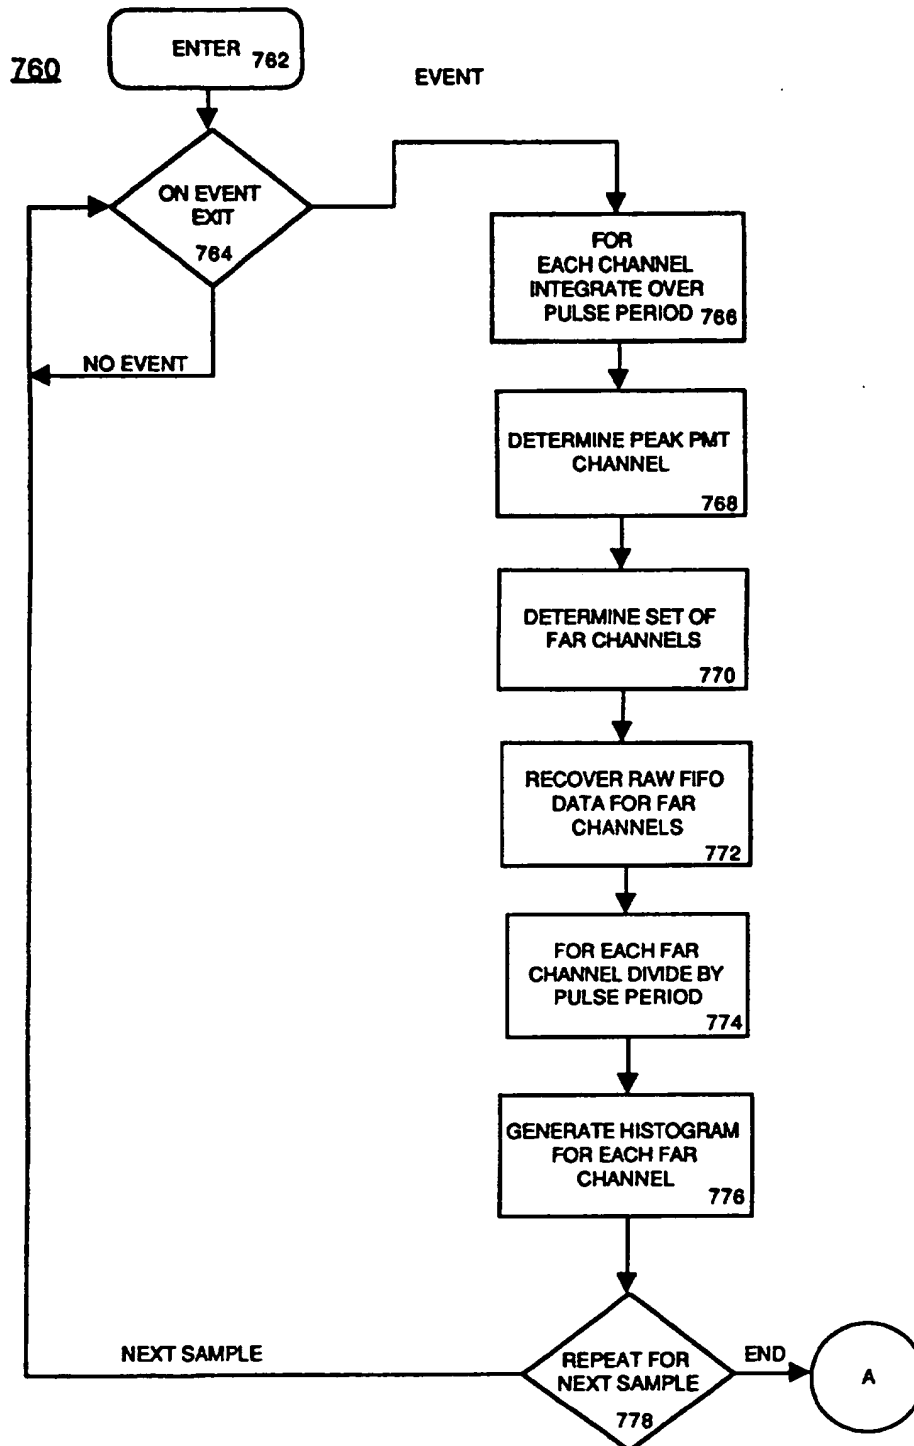 760
ENTER 762
EVENT
ON EVENT
EXIT
764
NO EVENT
FOR
EACH CHANNEL
INTEGRATE OVER
PULSE PERIOD 766
DETERMINE PEAK PMT
CHANNEL
768
DETERMINE SET OF
FAR CHANNELS
770
RECOVER RAW FIFO
DATA FOR FAR
CHANNELS
772
FOR EACH FAR
CHANNEL DIVIDE BY
PULSE PERIOD
774
GENERATE HISTOGRAM
FOR EACH FAR
CHANNEL
776
NEXT SAMPLE
REPEAT FOR
NEXT SAMPLE
778
END
A